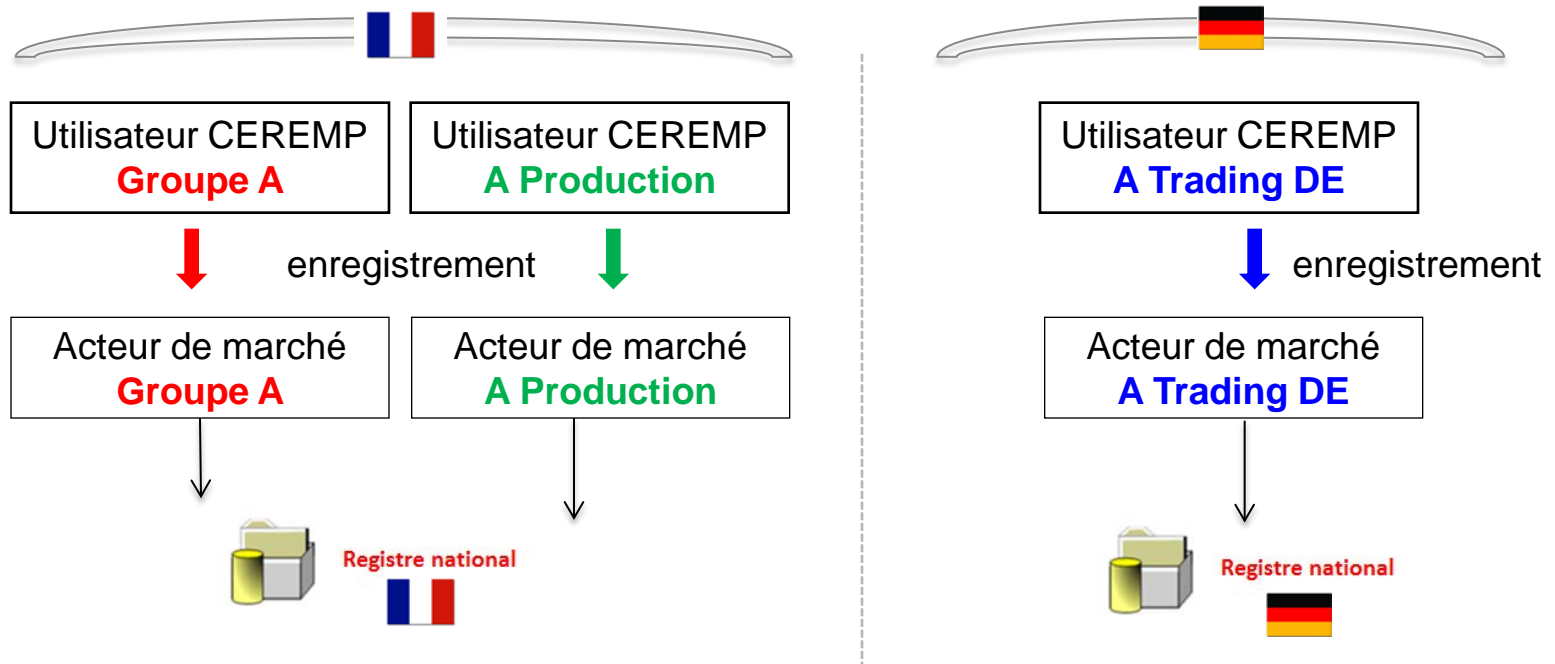 Utilisateur CEREMP
Groupe A
Utilisateur CEREMP
A Production
Utilisateur CEREMP
A Trading DE
enregistrement
enregistrement
Acteur de marché
Groupe A
Acteur de marché
A Production
Acteur de marché
A Trading DE
Registre national
Registre national